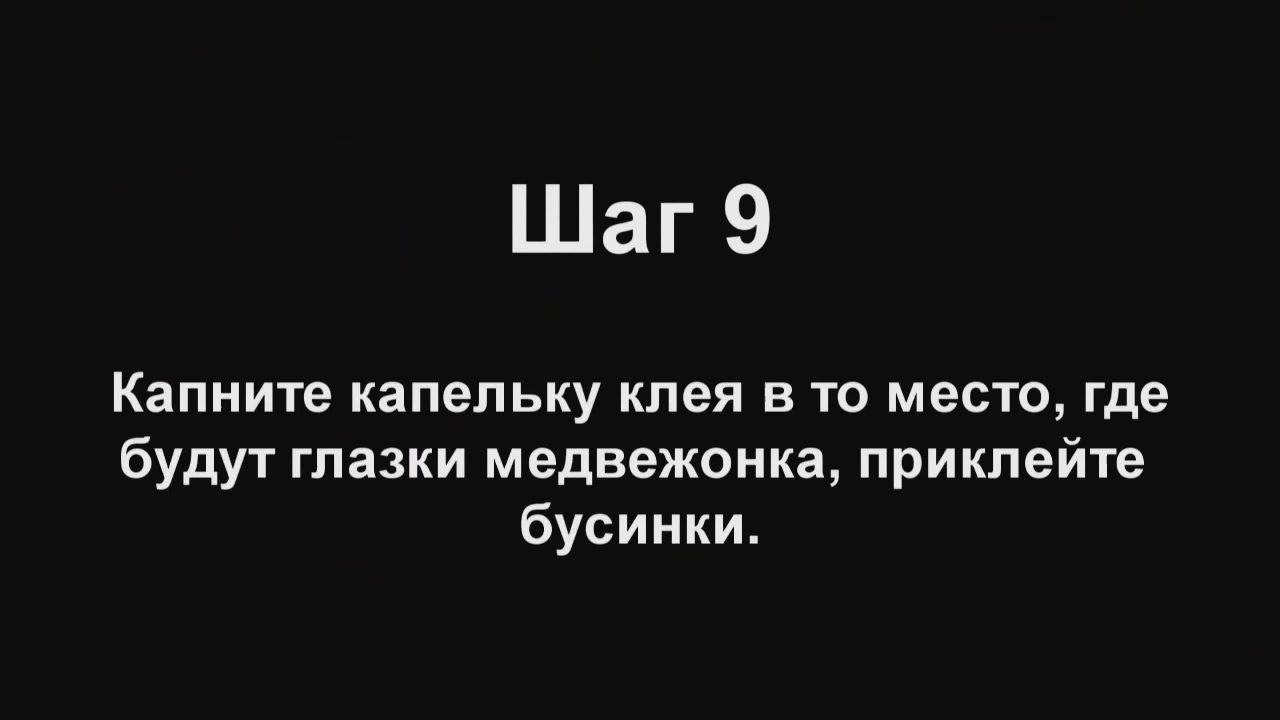 Шаг 9
Капните капельку клея в то место, где
будут глазки медвежонка, приклейте
бусинки.